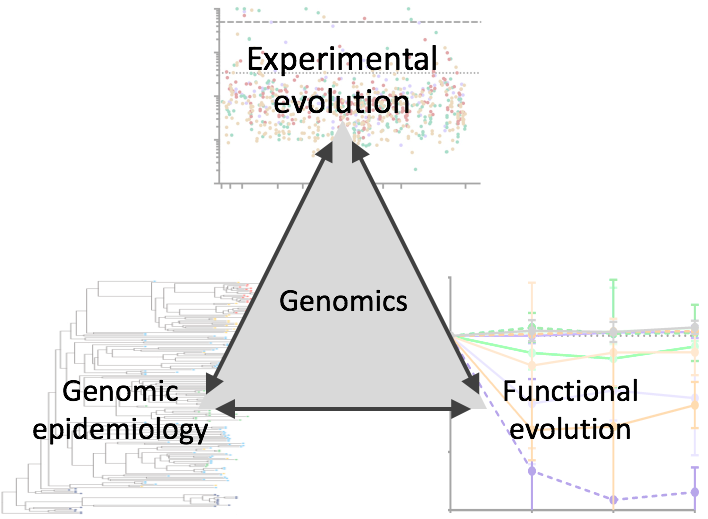 Experimental
evolution
Genomics
Genomic
epidemiology
Functional
evolution